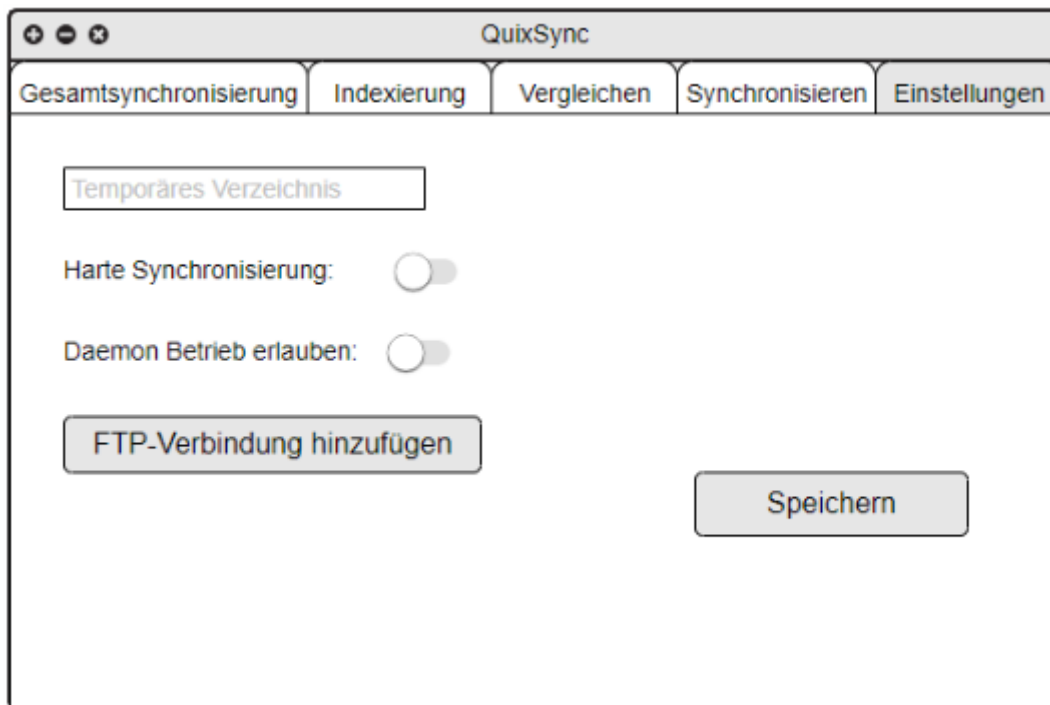 QuixSync
Gesamtsynchronisierung Indexierung Vergleichen Synchronisieren Einstellungen
Temporäres Verzeichnis
Harte Synchronisierung:
Daemon Betrieb erlauben:
FTP-Verbindung hinzufügen
Speichern